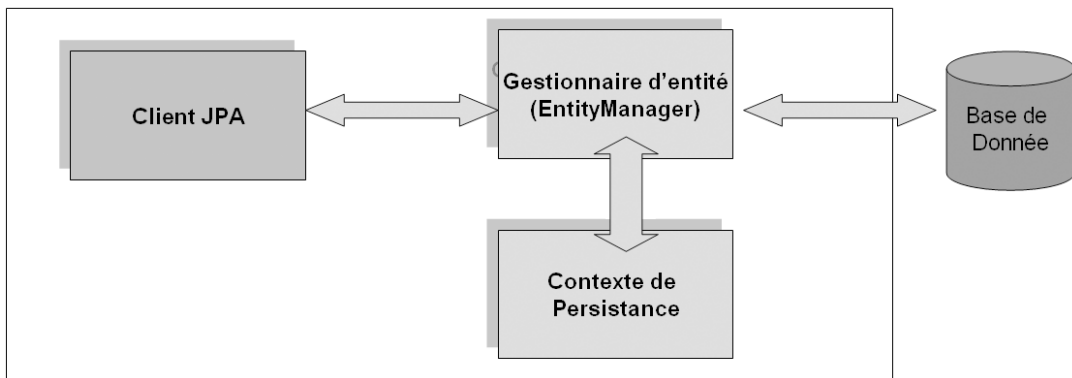 Client JPA
Gestionnaire d'entité
(EntityManager)
Base de
Donnée
Contexte de
Persistance